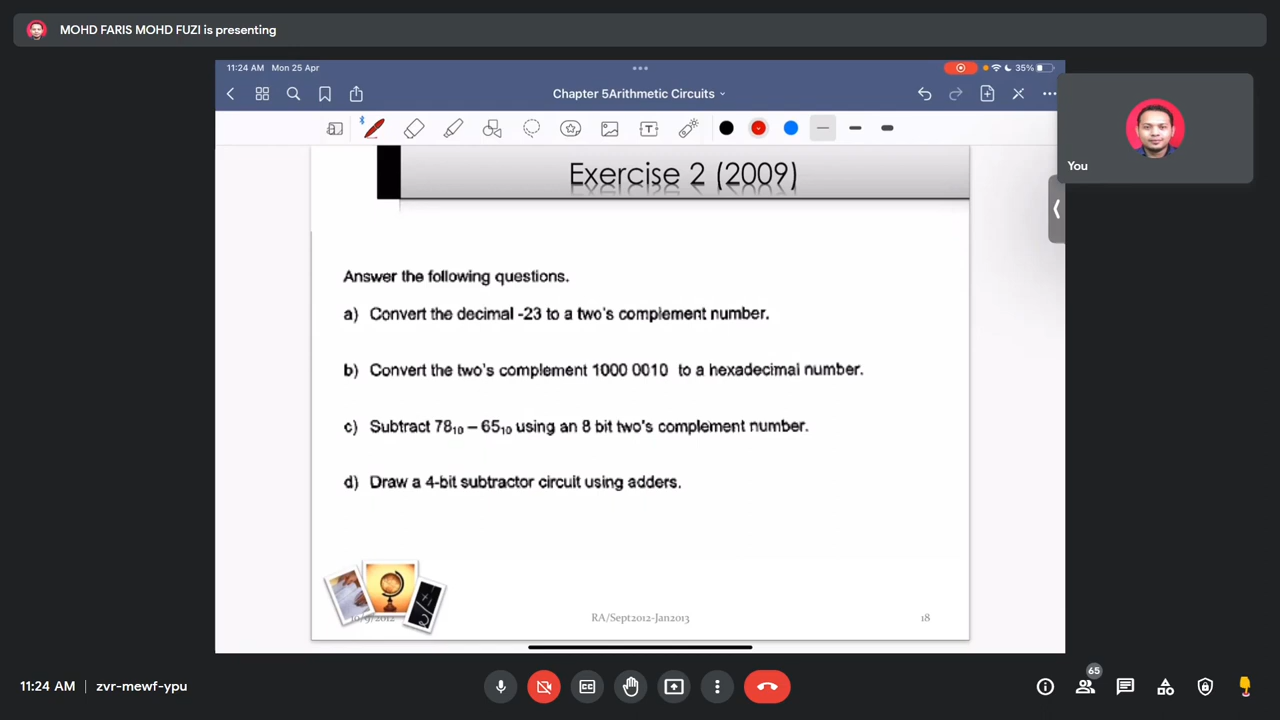 MOHD FARIS MOHD FUZI is presenting
11:24 AM Mon 25 Apr
35%
Chapter 5Arithmetic Circuits
You
Exercise 2 (2009)
Answer the following questions.
a) Convert the decimal -23 to a two's complement number.
b) Convert the two's complement 1000 0010 to a hexadecimal number.
c) Subtract 78₁₀ – 65₁₀ using an 8 bit two's complement number.
d) Draw a 4-bit subtractor circuit using adders.
10/9/2012 RA/Sept2012-Jan2013 18
11:24 AM | zvr-mewf-ypu
65